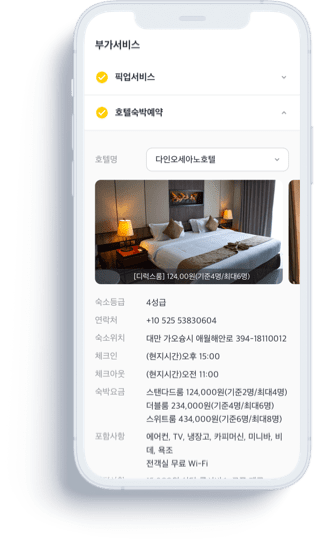 부가서비스
픽업서비스
호텔숙박예약
호텔명 다인오세아노호텔
[디럭스룸] 124,00원(기준4명/최대6명)
숙소등급 4성급
연락처 +10 525 53830604
숙소위치 대만 가오슝시 애월해안로 394-18110012
체크인 (현지시간)오후 15:00
체크아웃 (현지시간)오전 11:00
숙박요금 스탠다드룸 124,000원(기준2명/최대4명)
더블룸 234,000원(기준4명/최대6명)
스위트룸 434,000원(기준6명/최대8명)
포함사항 에어컨, TV, 냉장고, 카피머신, 미니바, 비
데, 욕조
전객실 무료 Wi-Fi